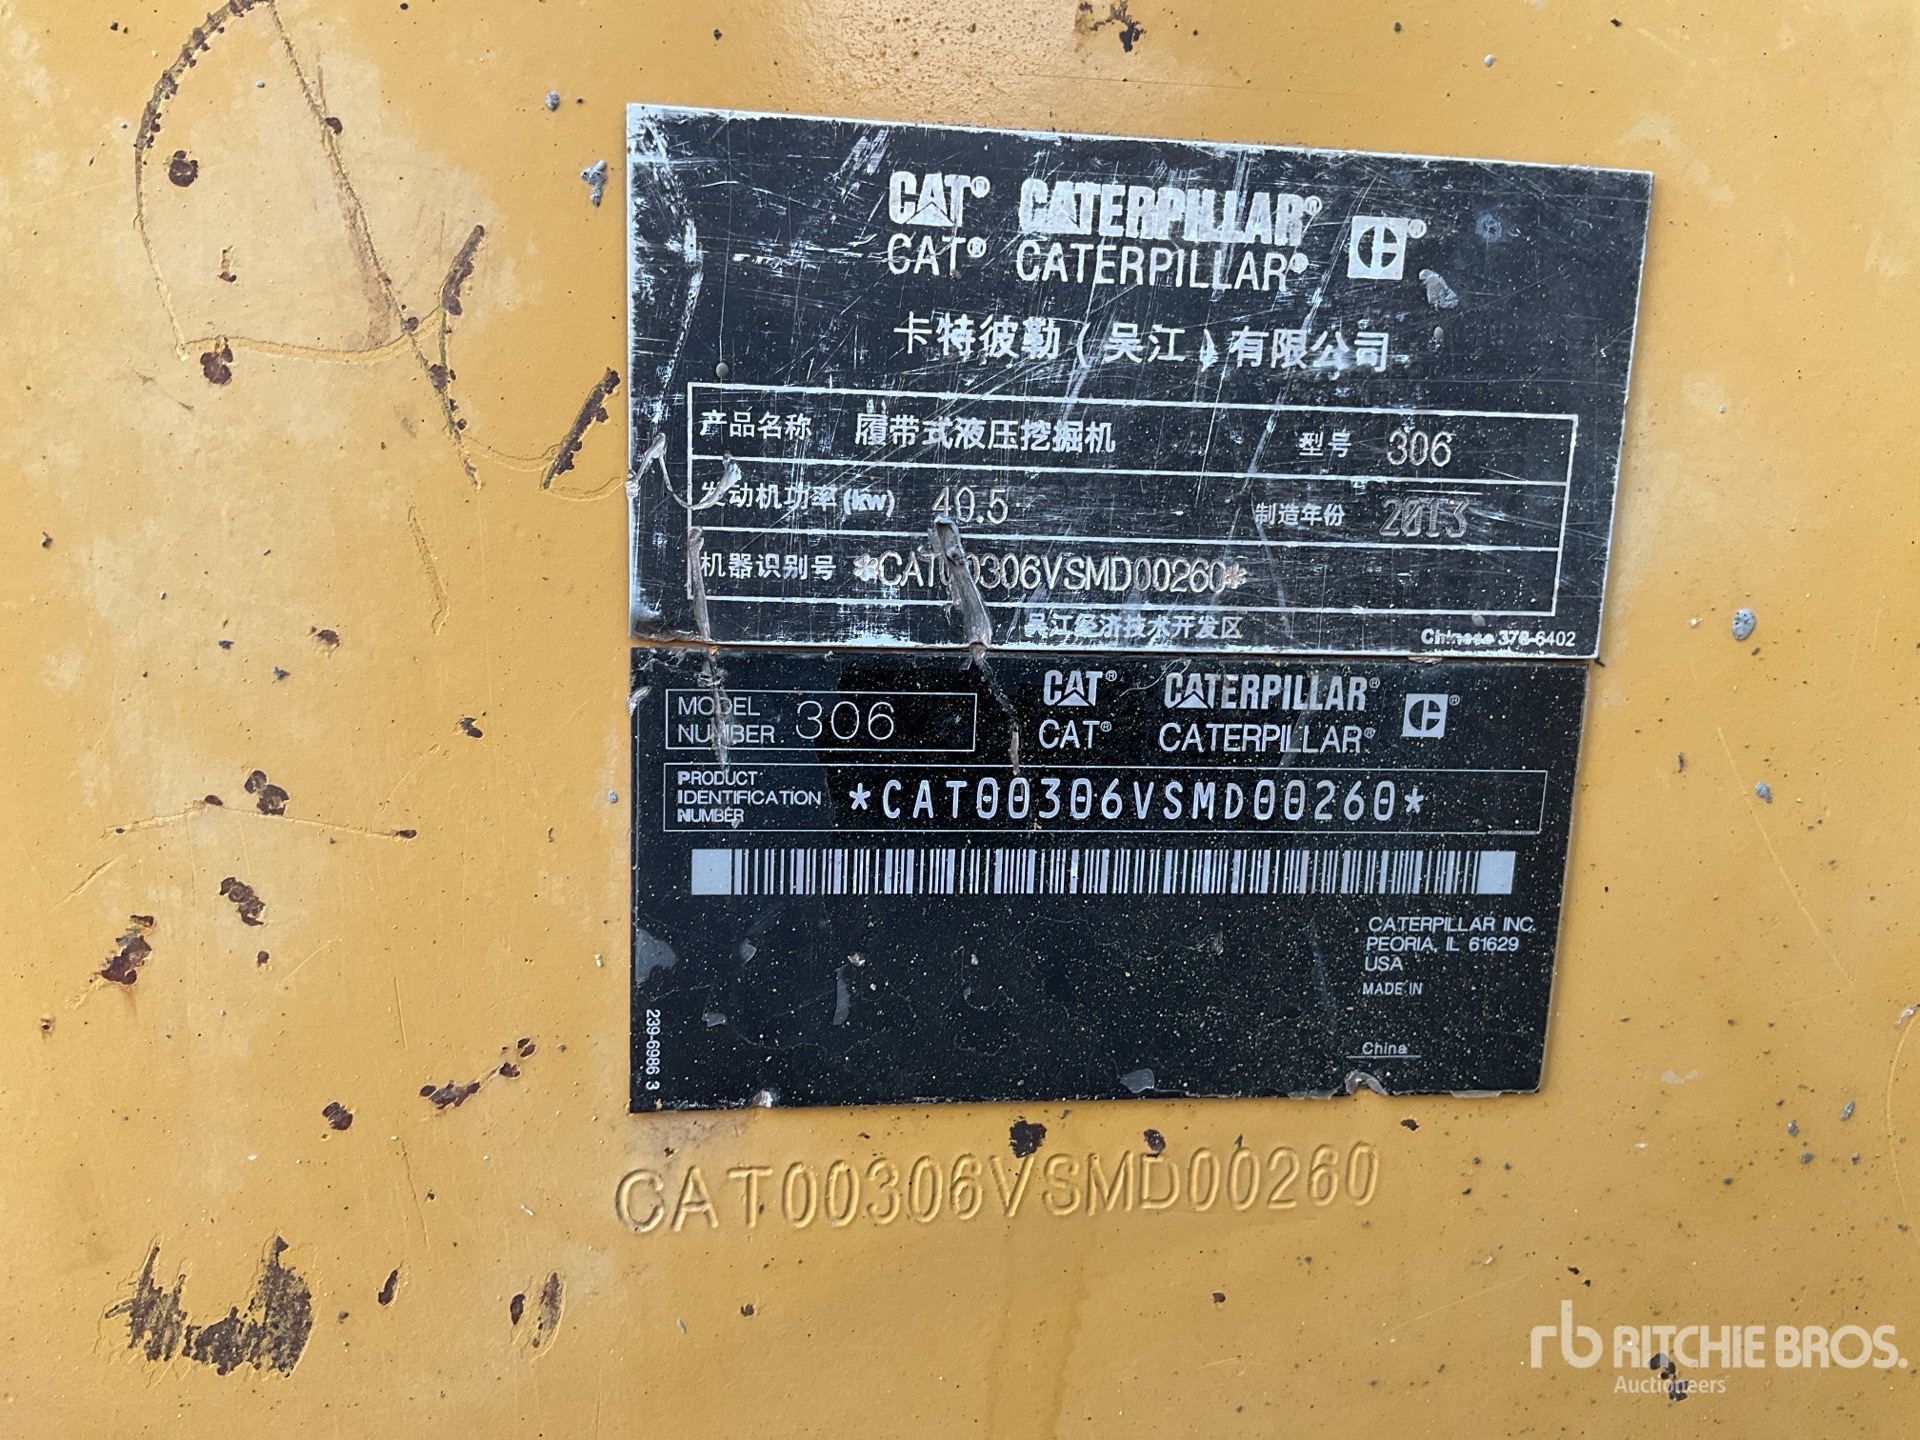 CAT® CATERPILLAR®
CAT® CATERPILLAR®
卡特彼勒（吴江）有限公司
产品名称 履带式液压挖掘机 型号 306
发动机功率(kw) 40.5 制造年份 2013
机器识别号 *CAT00306VSMD00260*
吴江经济技术开发区
Chinese 378-6402
MODEL NUMBER 306
CAT® CATERPILLAR®
CAT® CATERPILLAR®
PRODUCT
IDENTIFICATION
NUMBER
*CAT00306VSMD00260*
CATERPILLAR INC.
PEORIA, IL 61629
USA
MADE IN
China
239-6986 3
CAT00306VSMD00260
rb RITCHIE BROS.
Auctioneers